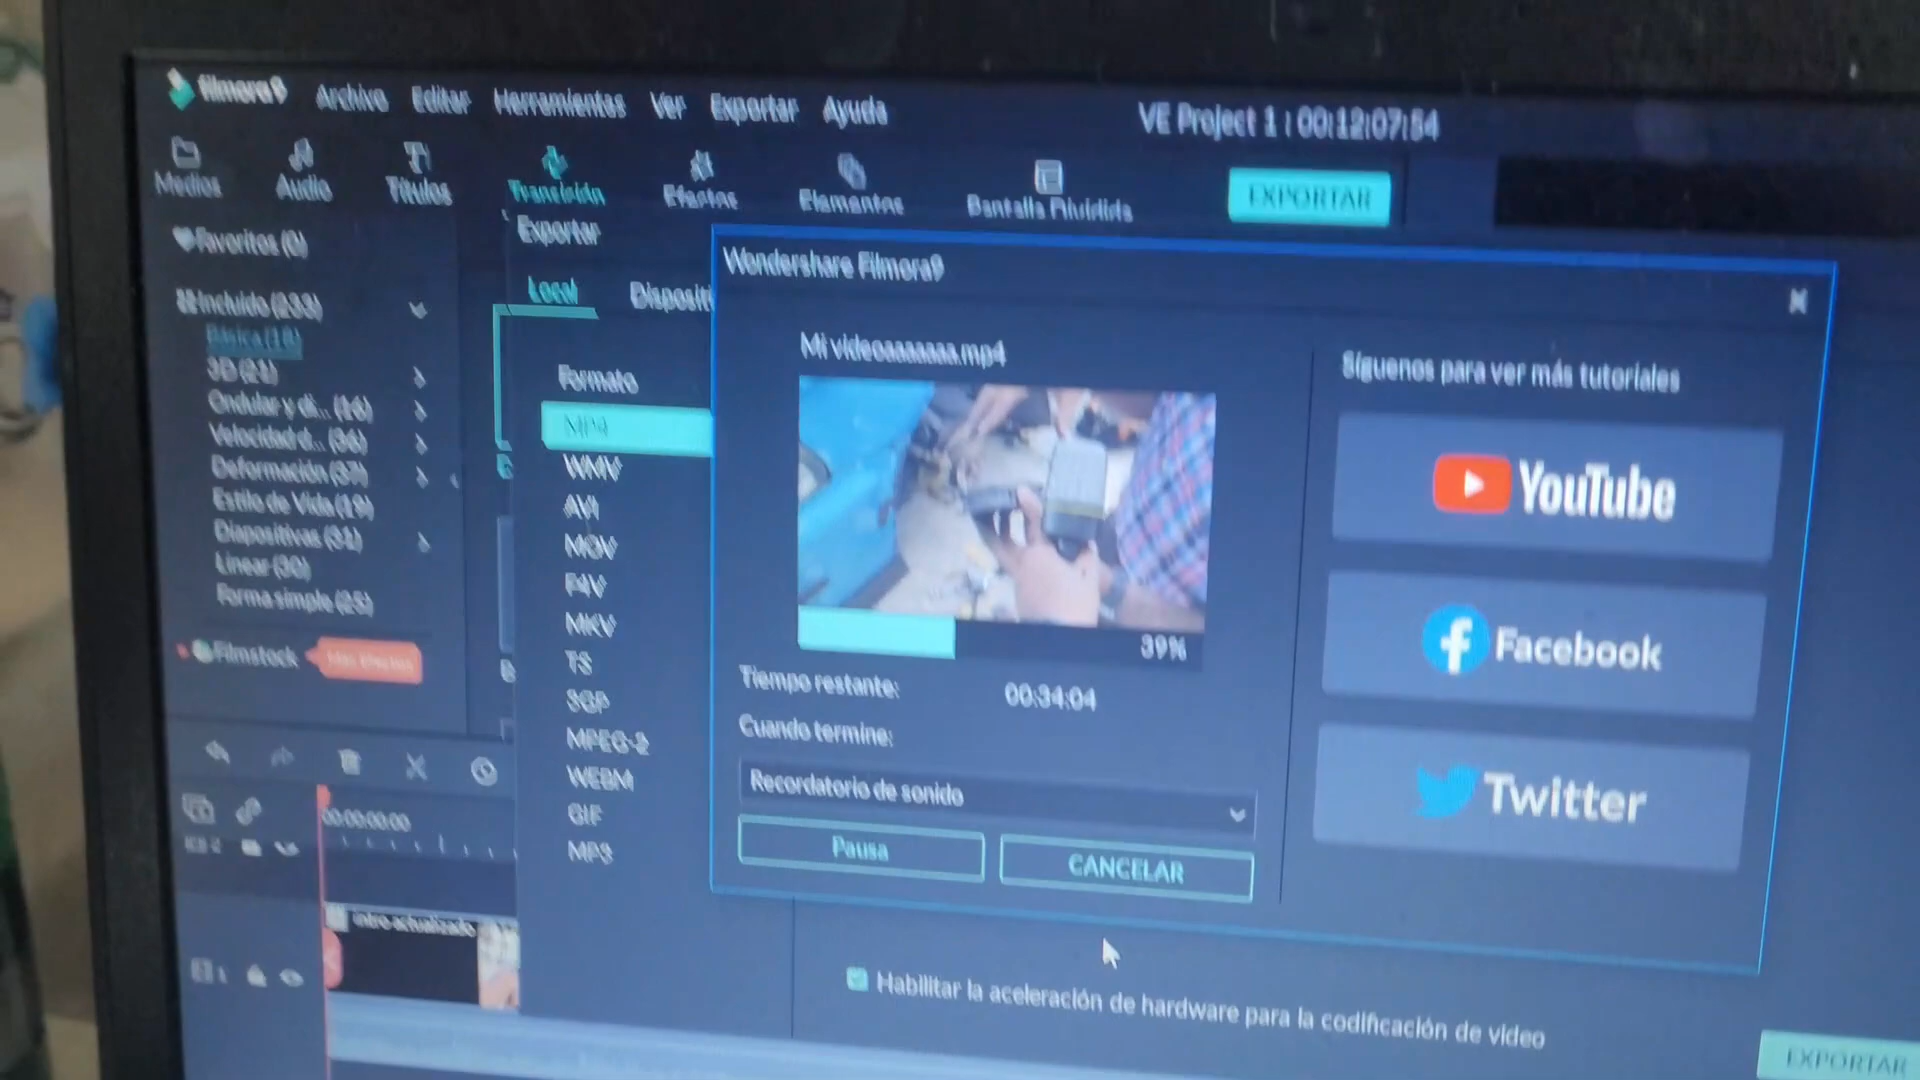 filmora9 Archivo Editar Herramientas Ver Exportar Ayuda
VE Project 1 : 00:12:07:54
Medios Audio Títulos Transición Efectos Elementos Pantalla Dividida
EXPORTAR
Favoritos (0)
Incluido (233)
Básica (18)
3D (21)
Ondular y di... (16)
Velocidad d... (36)
Deformación (37)
Estilo de Vida (19)
Diapositivas (31)
Linear (30)
Forma simple (25)
Filmstock
Exportar
Local Dispositi
Formato
MP4
WMV
AVI
MOV
F4V
MKV
TS
3GP
MPEG-2
WEBM
GIF
MP3
Wondershare Filmora9
Mi videoaaaaaaa.mp4
39%
Tiempo restante: 00:34:04
Cuando termine:
Recordatorio de sonido
Pausa CANCELAR
Síguenos para ver más tutoriales
YouTube
Facebook
Twitter
00:00:00:00
intro actualizado
Habilitar la aceleración de hardware para la codificación de video
EXPORTAR